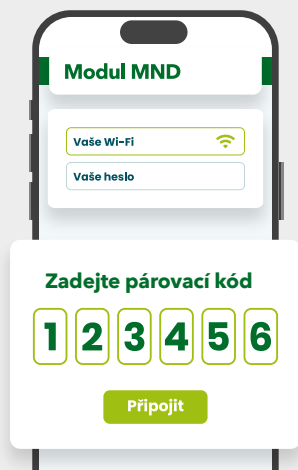 Modul MND
Vaše Wi-Fi
Vaše heslo
Zadejte párovací kód
1 2 3 4 5 6
Připojit